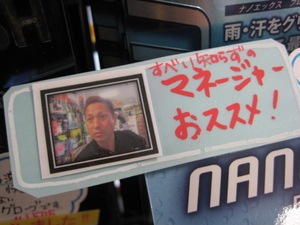 ナノエックス
雨・汗をグ
すべり知らずの
マネージャー
おススメ!
NAN